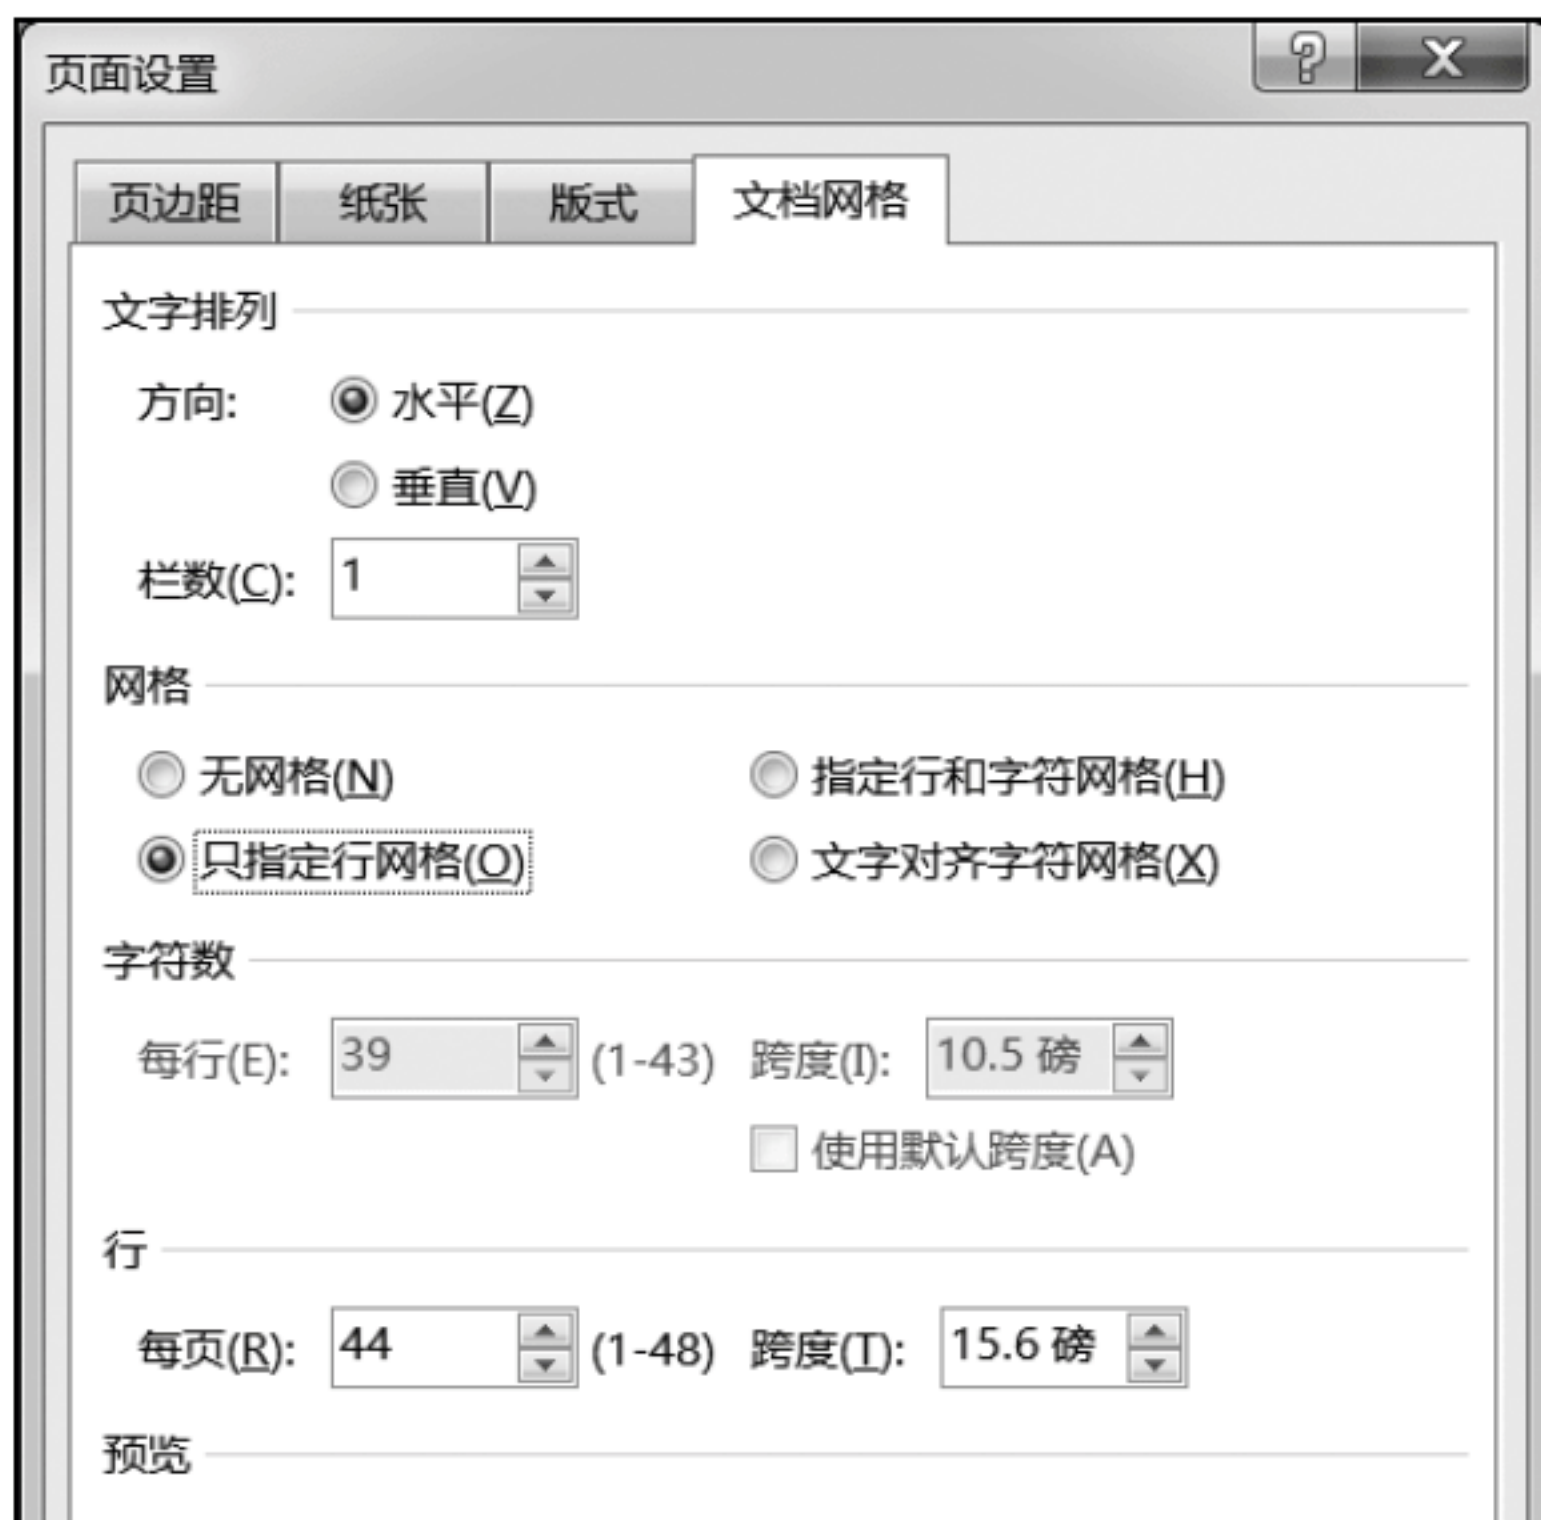 页面设置
页边距 纸张 版式 文档网格
文字排列
方向: 水平(Z)
垂直(V)
栏数(C): 1
网格
无网格(N) 指定行和字符网格(H)
只指定行网格(O) 文字对齐字符网格(X)
字符数
每行(E): 39 (1-43) 跨度(I): 10.5 磅
使用默认跨度(A)
行
每页(R): 44 (1-48) 跨度(T): 15.6 磅
预览